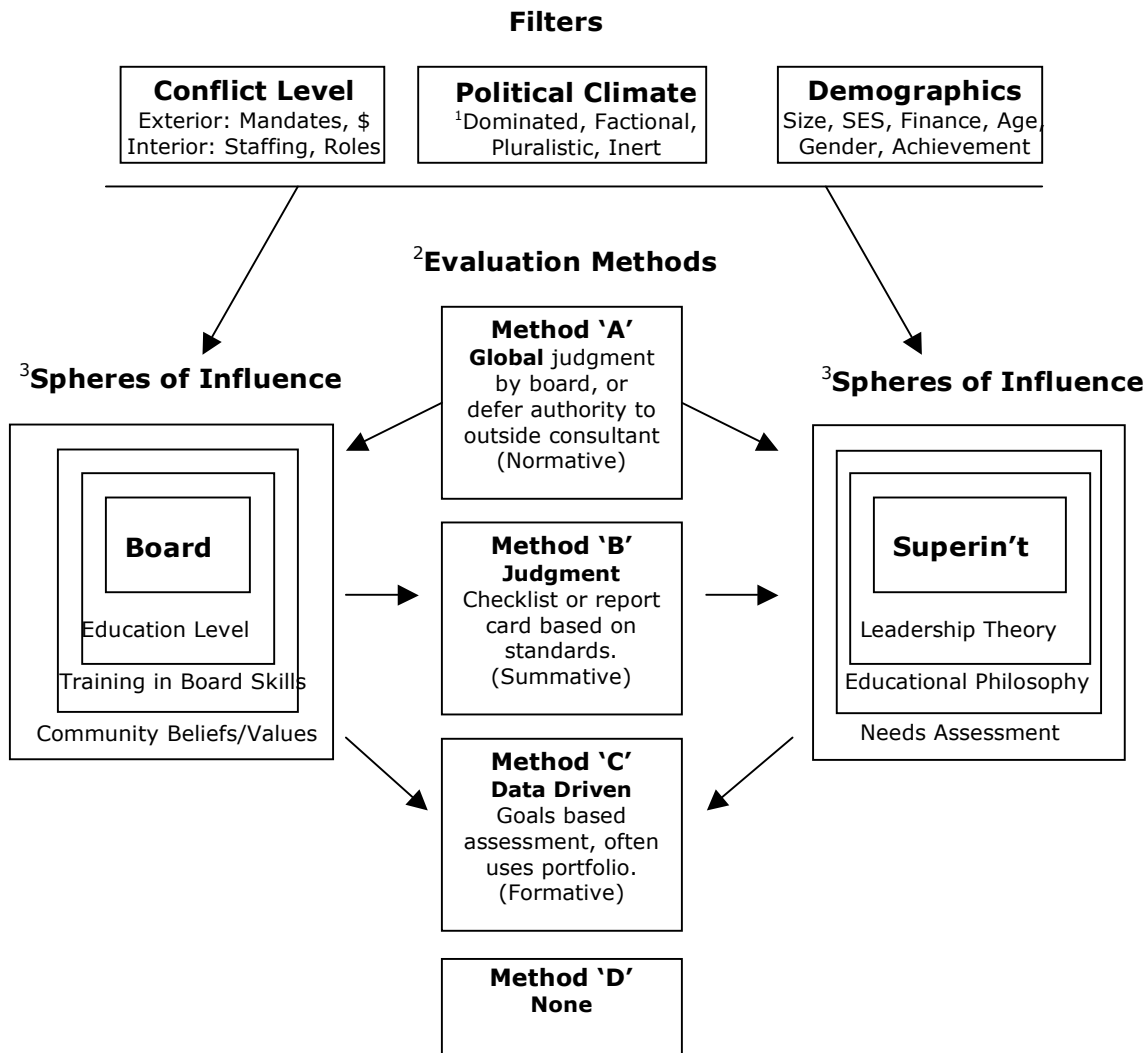 Filters
Conflict Level
Exterior: Mandates, $
Interior: Staffing, Roles
Political Climate
¹Dominated, Factional,
Pluralistic, Inert
Demographics
Size, SES, Finance, Age,
Gender, Achievement
²Evaluation Methods
³Spheres of Influence
Board
Education Level
Training in Board Skills
Community Beliefs/Values
Method ‘A’
Global judgment
by board, or
defer authority to
outside consultant
(Normative)
Method ‘B’
Judgment
Checklist or report
card based on
standards.
(Summative)
Method ‘C’
Data Driven
Goals based
assessment, often
uses portfolio.
(Formative)
Method ‘D’
None
³Spheres of Influence
Superin’t
Leadership Theory
Educational Philosophy
Needs Assessment